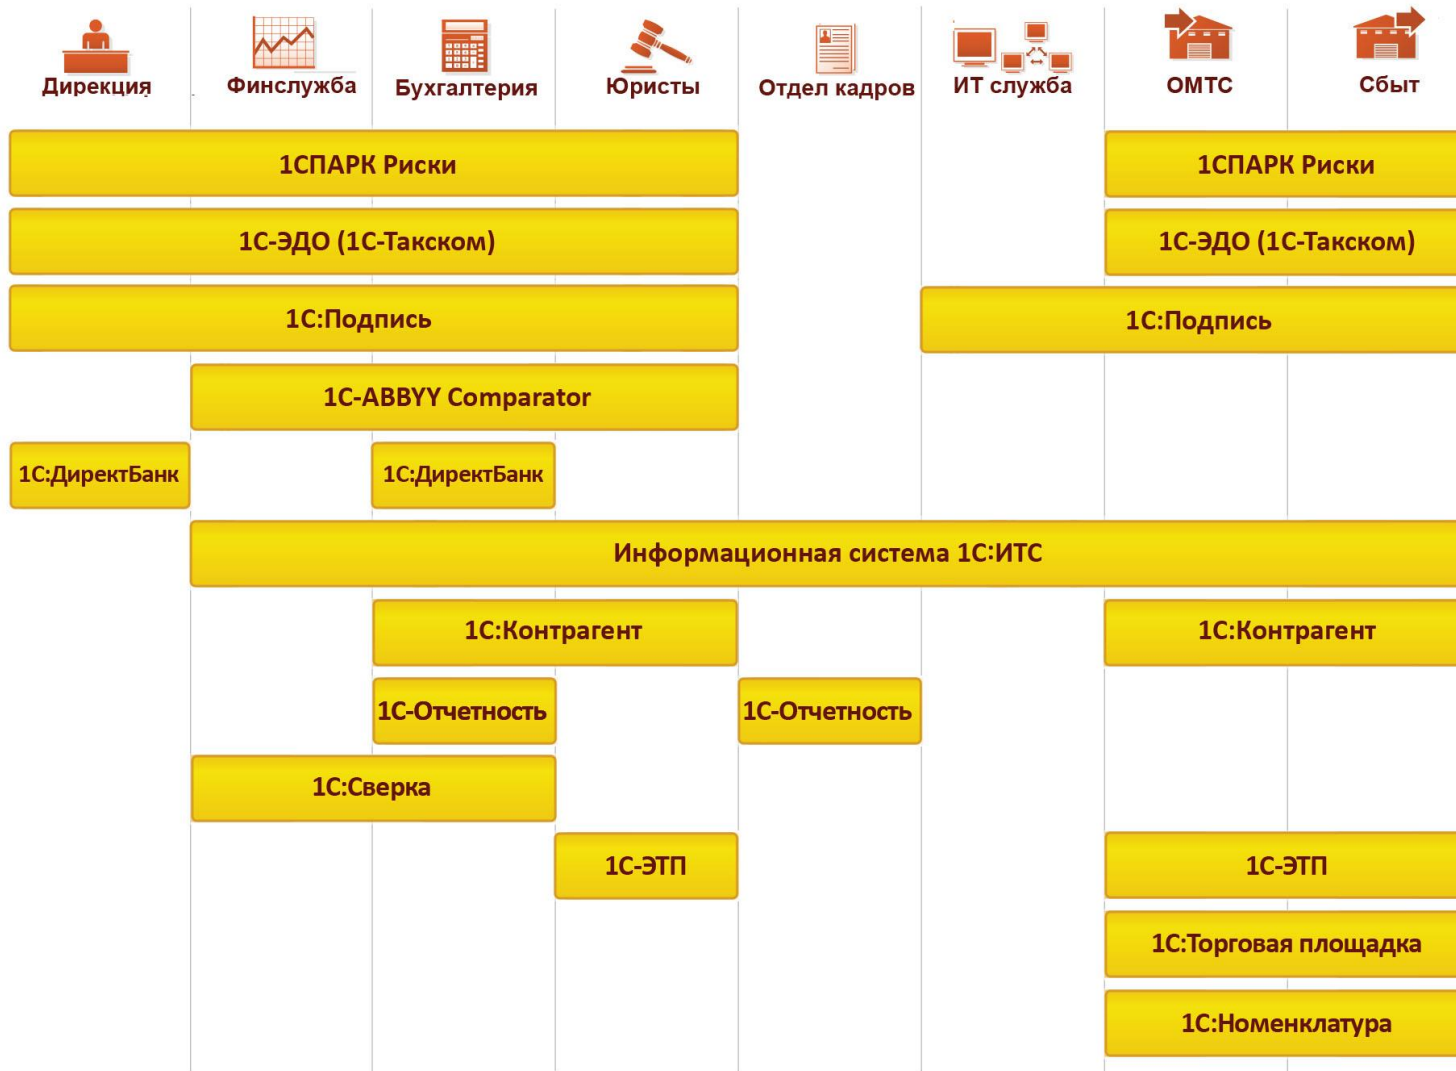 Дирекция
Финслужба
Бухгалтерия
Юристы
Отдел кадров
ИТ служба
ОМТС
Сбыт
1СПАРК Риски
1СПАРК Риски
1С-ЭДО (1С-Такском)
1С-ЭДО (1С-Такском)
1С:Подпись
1С:Подпись
1С-ABBYY Comparator
1С:ДиректБанк
1С:ДиректБанк
Информационная система 1С:ИТС
1С:Контрагент
1С:Контрагент
1С-Отчетность
1С-Отчетность
1С:Сверка
1С-ЭТП
1С-ЭТП
1С:Торговая площадка
1С:Номенклатура